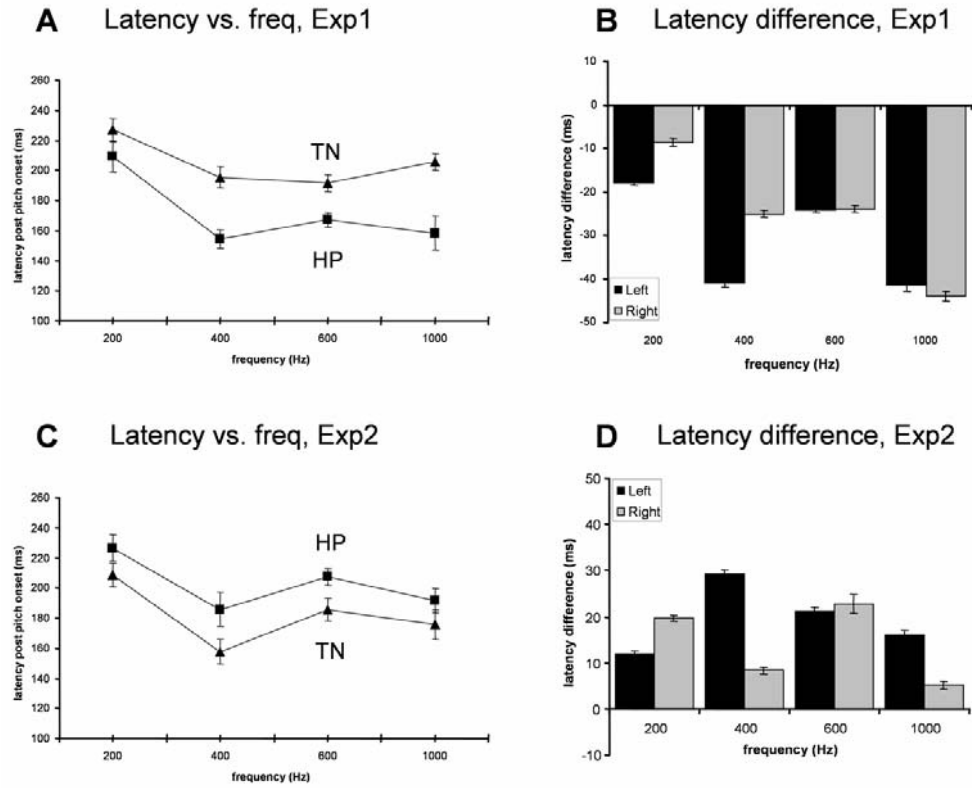 A Latency vs. freq, Exp1
latency post pitch onset (ms)
260
240
220
200
180
160
140
120
100
TN
HP
200 400 600 1000
frequency (Hz)
B Latency difference, Exp1
latency difference (ms)
10
0
-10
-20
-30
-40
-50
Left
Right
200 400 600 1000
frequency (Hz)
C Latency vs. freq, Exp2
latency post pitch onset (ms)
260
240
220
200
180
160
140
120
100
HP
TN
200 400 600 1000
frequency (Hz)
D Latency difference, Exp2
latency difference (ms)
50
40
30
20
10
0
-10
Left
Right
200 400 600 1000
frequency (Hz)